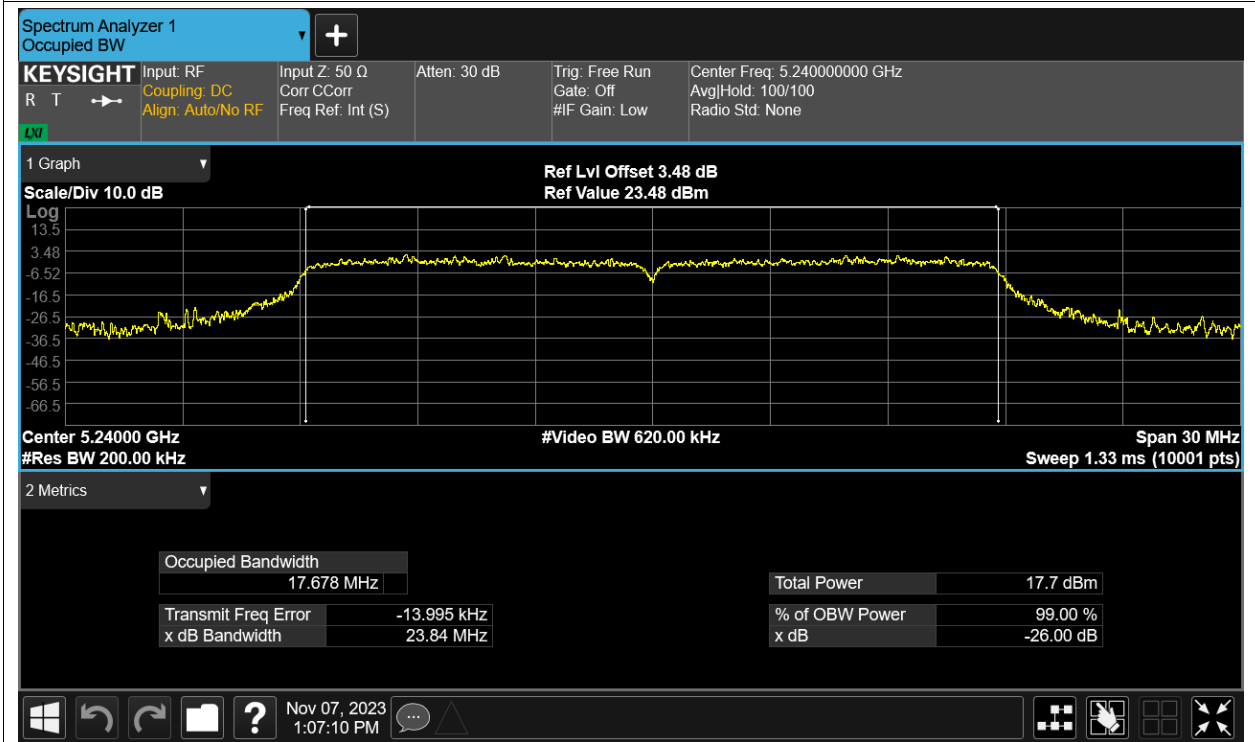 Spectrum Analyzer 1
Occupied BW
KEYSIGHT
R T
LXI
Input: RF
Coupling: DC
Align: Auto/No RF
Input Z: 50 Ω
Corr CCorr
Freq Ref: Int (S)
Atten: 30 dB
Trig: Free Run
Gate: Off
#IF Gain: Low
Center Freq: 5.240000000 GHz
Avg|Hold: 100/100
Radio Std: None
1 Graph
Scale/Div 10.0 dB
Ref Lvl Offset 3.48 dB
Ref Value 23.48 dBm
Log
13.5
3.48
-6.52
-16.5
-26.5
-36.5
-46.5
-56.5
-66.5
Center 5.24000 GHz
#Res BW 200.00 kHz
#Video BW 620.00 kHz
Span 30 MHz
Sweep 1.33 ms (10001 pts)
2 Metrics
Occupied Bandwidth
17.678 MHz
Transmit Freq Error -13.995 kHz
x dB Bandwidth 23.84 MHz
Total Power 17.7 dBm
% of OBW Power 99.00 %
x dB -26.00 dB
?
Nov 07, 2023
1:07:10 PM